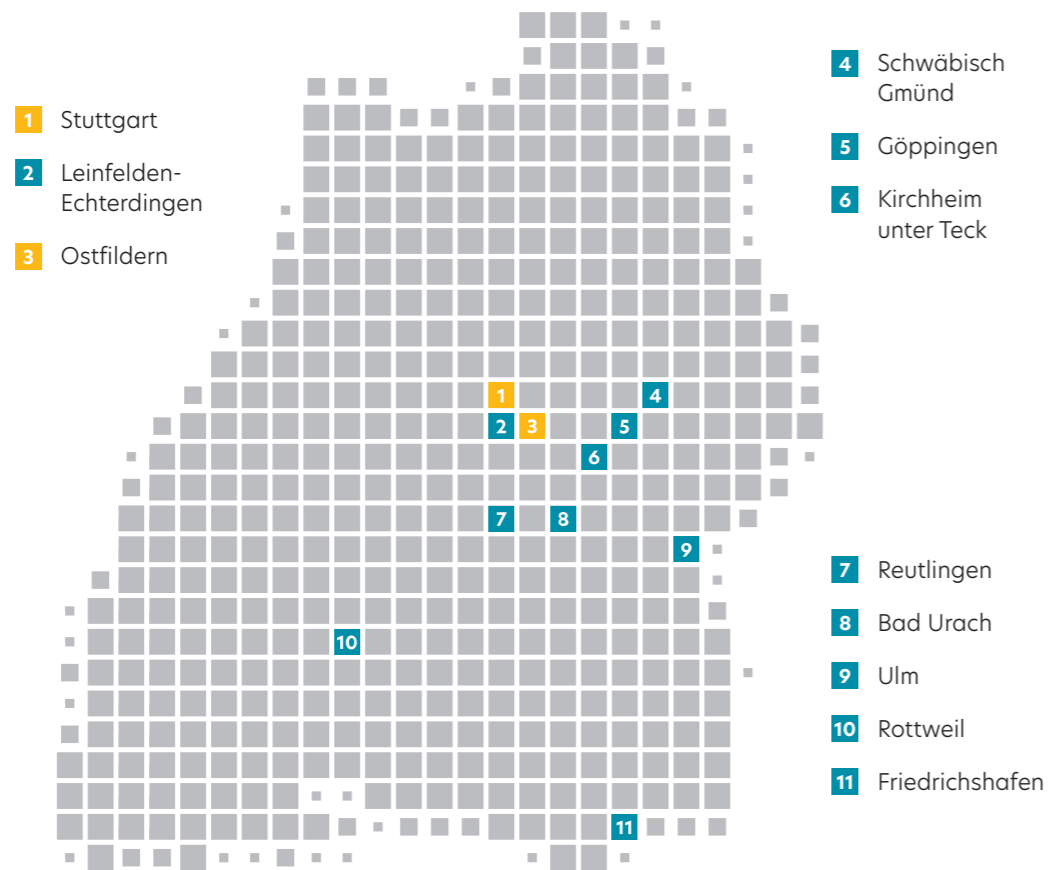 1 Stuttgart
2 Leinfelden-
Echterdingen
3 Ostfildern
4 Schwäbisch
Gmünd
5 Göppingen
6 Kirchheim
unter Teck
1 4
2 3 5
6
7 8
9
10
11
7 Reutlingen
8 Bad Urach
9 Ulm
10 Rottweil
11 Friedrichshafen